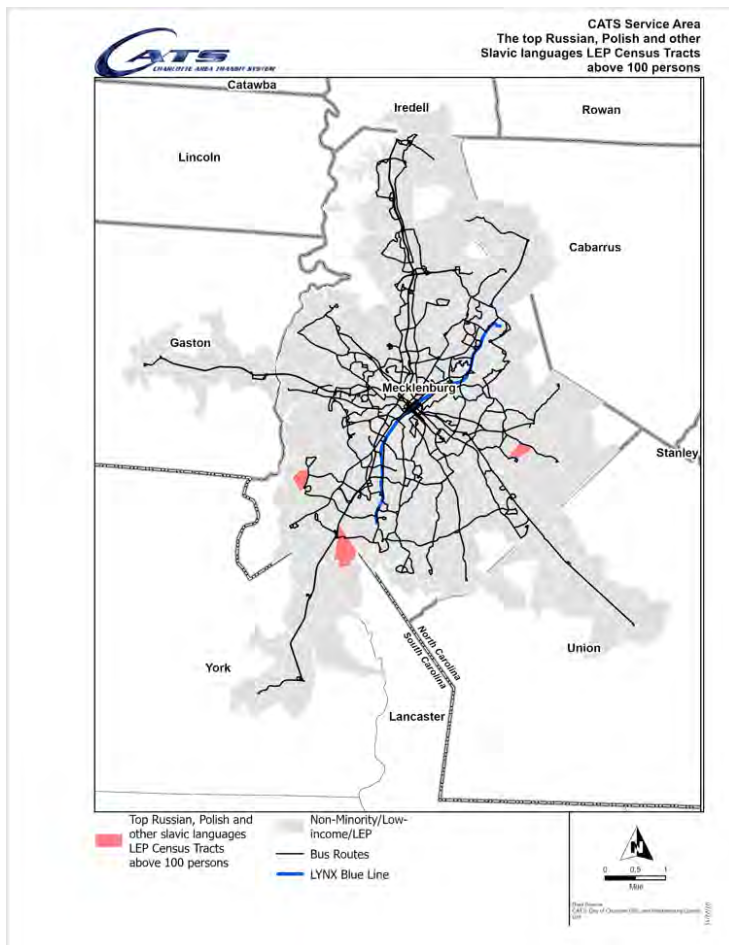 CATS
CHARLOTTE AREA TRANSIT SYSTEM
CATS Service Area
The top Russian, Polish and other
Slavic languages LEP Census Tracts
above 100 persons
Catawba
Iredell
Rowan
Lincoln
Cabarrus
Gaston
Mecklenburg
Stanley
North Carolina
South Carolina
Union
York
Lancaster
Top Russian, Polish and
other slavic languages
LEP Census Tracts
above 100 persons
Non-Minority/Low-
income/LEP
Bus Routes
LYNX Blue Line
N
0 0.5 1